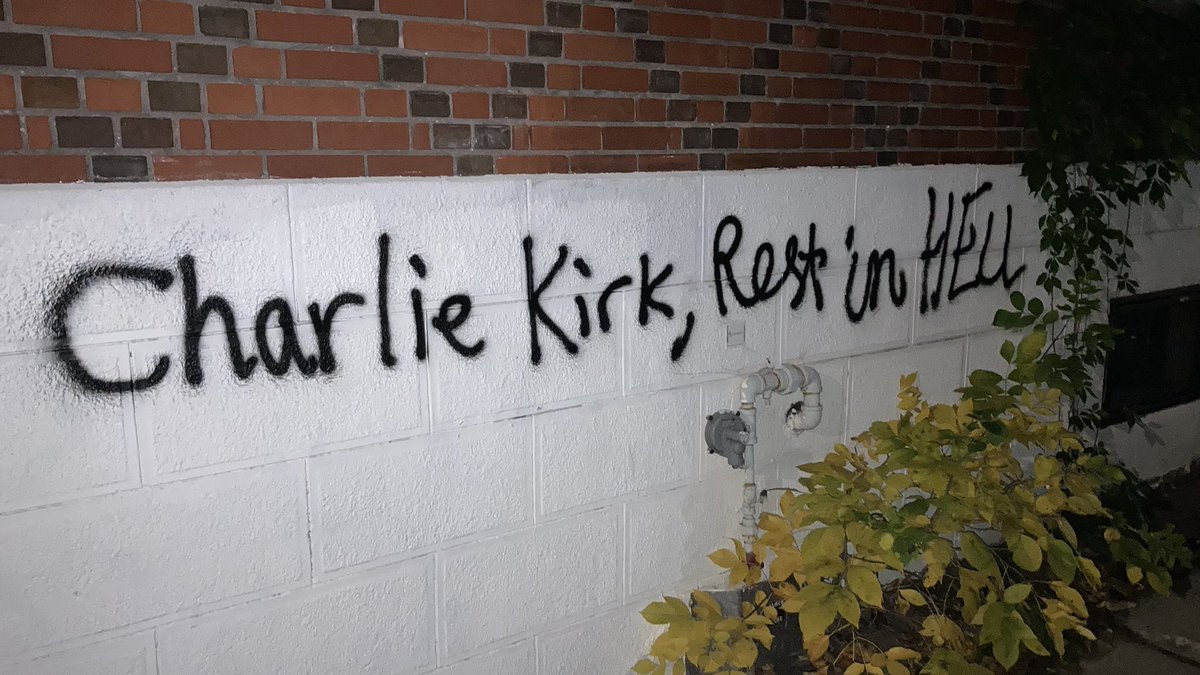 Charlie Kirk, Rest in HEll